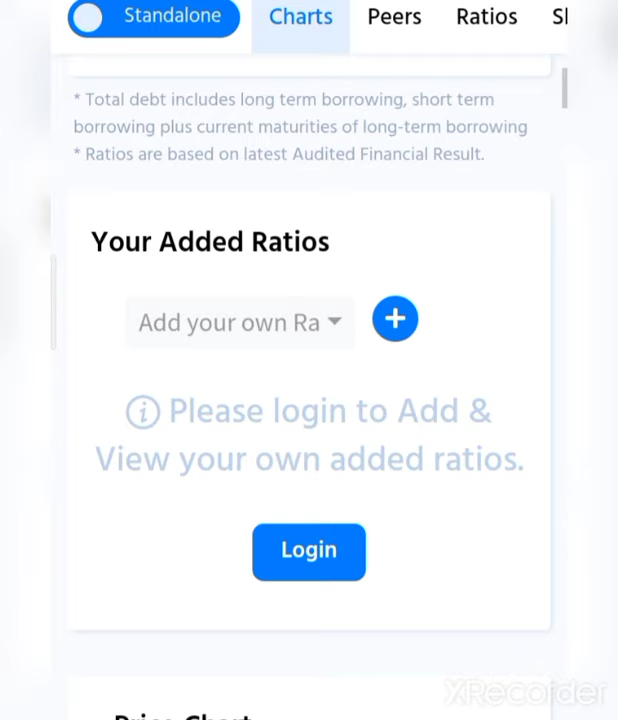 Standalone Charts Peers Ratios
* Total debt includes long term borrowing, short term
borrowing plus current maturities of long-term borrowing
* Ratios are based on latest Audited Financial Result.
Your Added Ratios
Add your own Ra
Please login to Add &
View your own added ratios.
Login
Price Chart
XRecorder